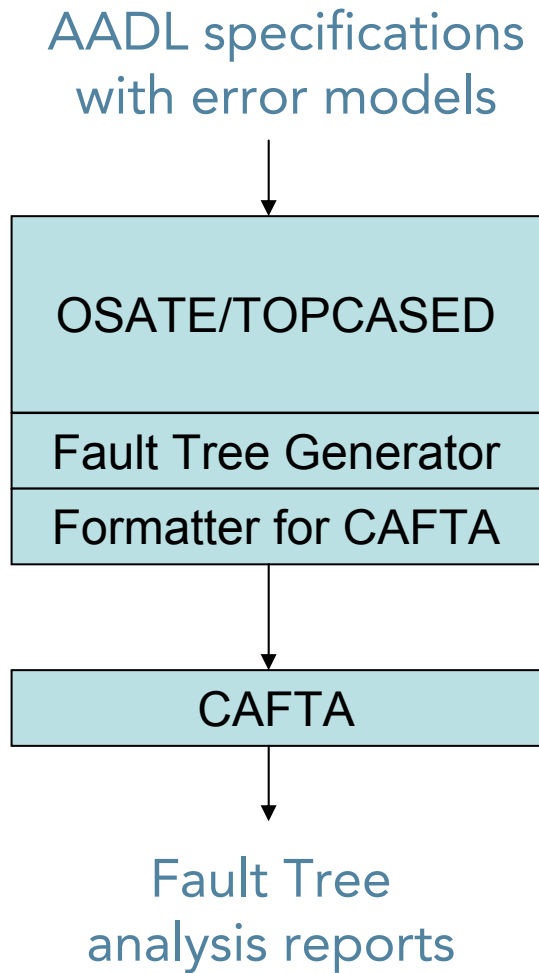 AADL specifications
with error models
OSATE/TOPCASED
Fault Tree Generator
Formatter for CAFTA
CAFTA
Fault Tree
analysis reports